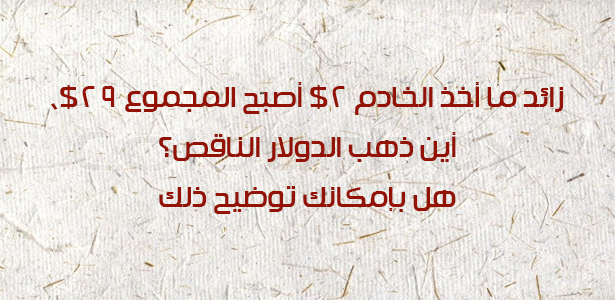 زائد ما أخذ الخادم ٢$ أصبح المجموع ٢٩$،
أين ذهب الدولار الناقص؟
هل بإمكانك توضيح ذلك